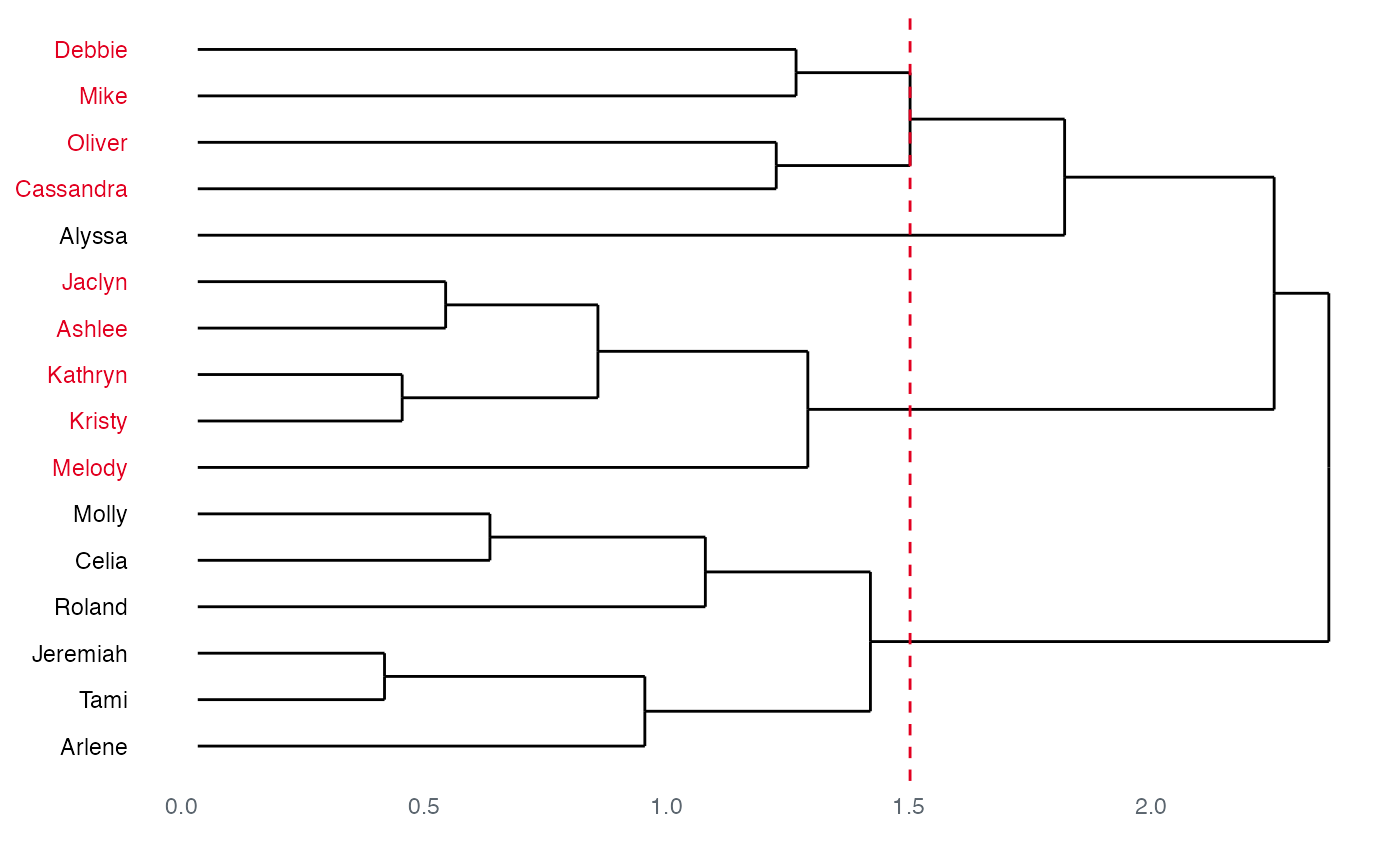 Debbie
Mike
Oliver
Cassandra
Alyssa
Jaclyn
Ashlee
Kathryn
Kristy
Melody
Molly
Celia
Roland
Jeremiah
Tami
Arlene
0.0 0.5 1.0 1.5 2.0